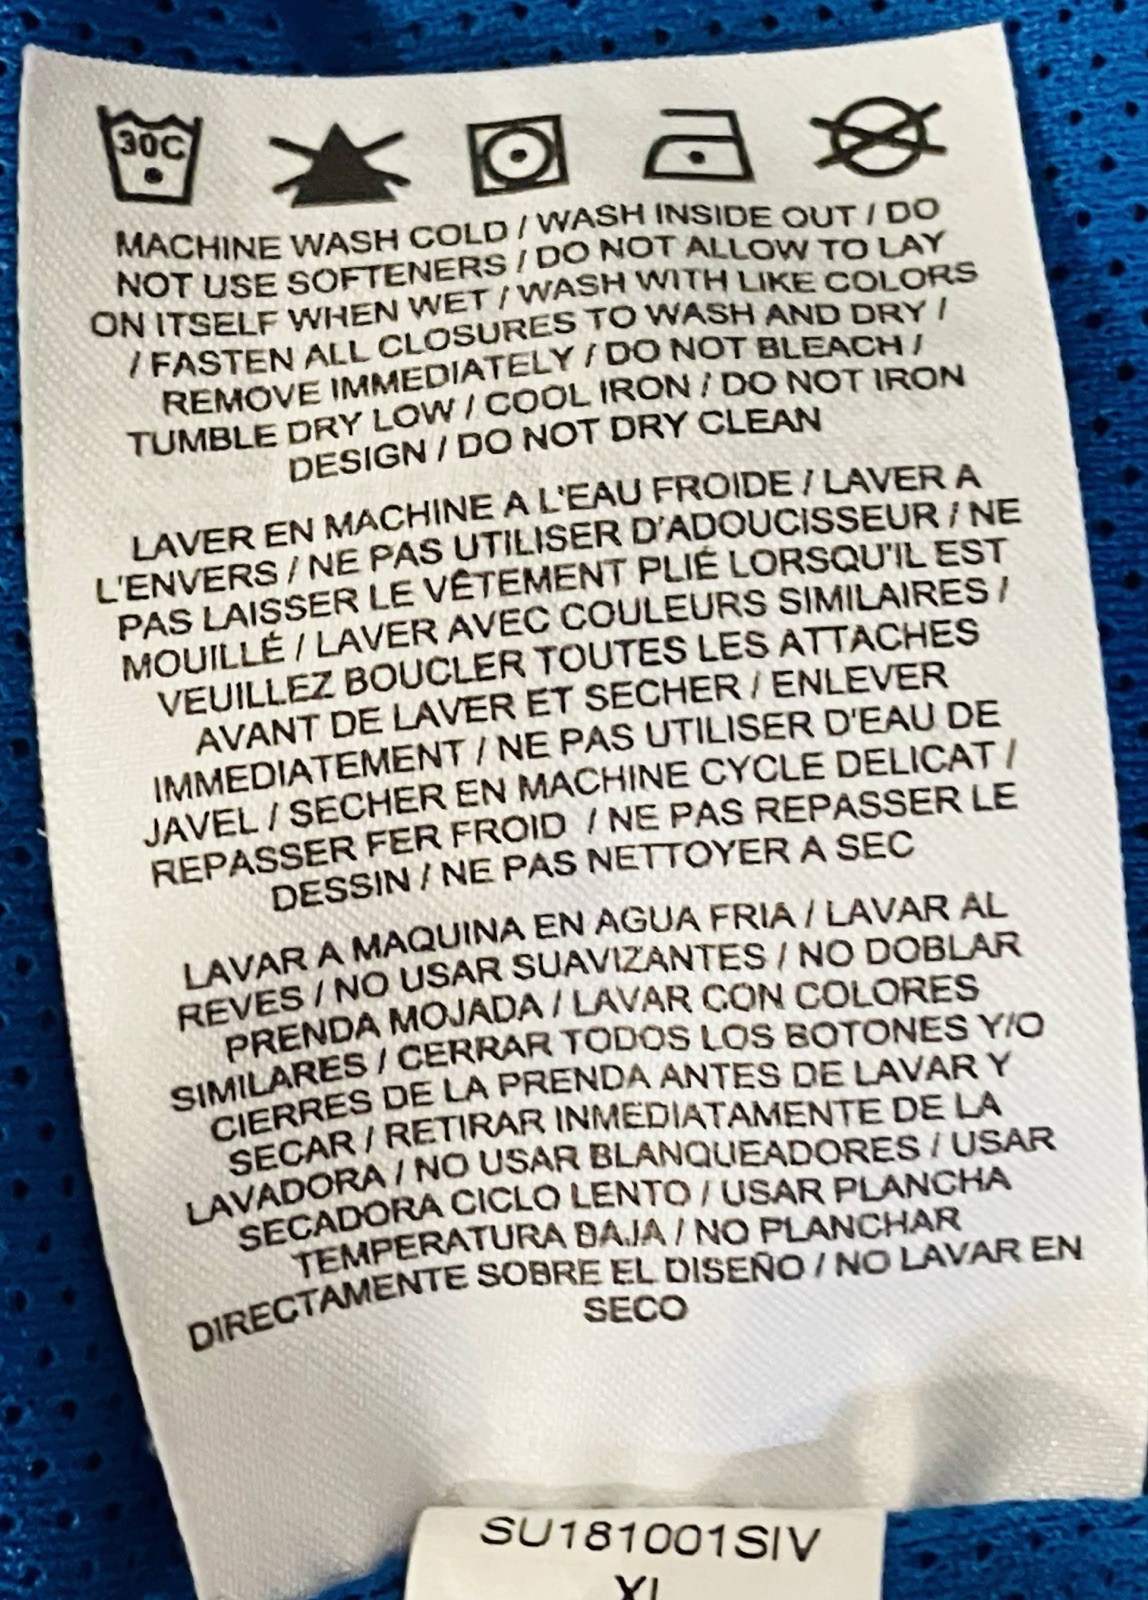 30C
MACHINE WASH COLD / WASH INSIDE OUT / DO
NOT USE SOFTENERS / DO NOT ALLOW TO LAY
ON ITSELF WHEN WET / WASH WITH LIKE COLORS
/ FASTEN ALL CLOSURES TO WASH AND DRY /
REMOVE IMMEDIATELY / DO NOT BLEACH /
TUMBLE DRY LOW / COOL IRON / DO NOT IRON
DESIGN / DO NOT DRY CLEAN
LAVER EN MACHINE A L'EAU FROIDE / LAVER A
L'ENVERS / NE PAS UTILISER D'ADOUCISSEUR / NE
PAS LAISSER LE VÊTEMENT PLIÉ LORSQU'IL EST
MOUILLÉ / LAVER AVEC COULEURS SIMILAIRES /
VEUILLEZ BOUCLER TOUTES LES ATTACHES
AVANT DE LAVER ET SECHER / ENLEVER
IMMEDIATEMENT / NE PAS UTILISER D'EAU DE
JAVEL / SECHER EN MACHINE CYCLE DELICAT /
REPASSER FER FROID / NE PAS REPASSER LE
DESSIN / NE PAS NETTOYER A SEC
LAVAR A MAQUINA EN AGUA FRIA / LAVAR AL
REVES / NO USAR SUAVIZANTES / NO DOBLAR
PRENDA MOJADA / LAVAR CON COLORES
SIMILARES / CERRAR TODOS LOS BOTONES Y/O
CIERRES DE LA PRENDA ANTES DE LAVAR Y
SECAR / RETIRAR INMEDIATAMENTE DE LA
LAVADORA / NO USAR BLANQUEADORES / USAR
SECADORA CICLO LENTO / USAR PLANCHA
TEMPERATURA BAJA / NO PLANCHAR
DIRECTAMENTE SOBRE EL DISEÑO / NO LAVAR EN
SECO
SU181001SIV
XL